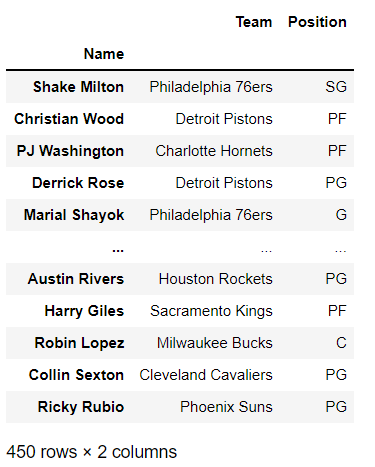 Team Position
Name
Shake Milton Philadelphia 76ers SG
Christian Wood Detroit Pistons PF
PJ Washington Charlotte Hornets PF
Derrick Rose Detroit Pistons PG
Marial Shayok Philadelphia 76ers G
... ... ...
Austin Rivers Houston Rockets PG
Harry Giles Sacramento Kings PF
Robin Lopez Milwaukee Bucks C
Collin Sexton Cleveland Cavaliers PG
Ricky Rubio Phoenix Suns PG
450 rows × 2 columns